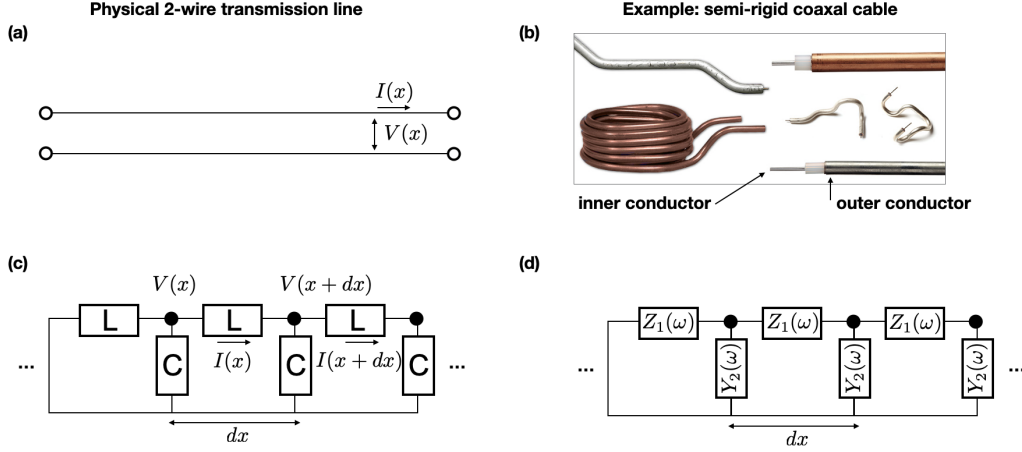 Physical 2-wire transmission line
Example: semi-rigid coaxal cable
(a)
I(x)
V(x)
(b)
inner conductor
outer conductor
(c)
V(x)
V(x + dx)
L
L
L
I(x)
I(x + dx)
C
C
C
...
...
dx
(d)
Z₁(ω)
Z₁(ω)
Z₁(ω)
Y₂(ω)
Y₂(ω)
Y₂(ω)
...
...
dx